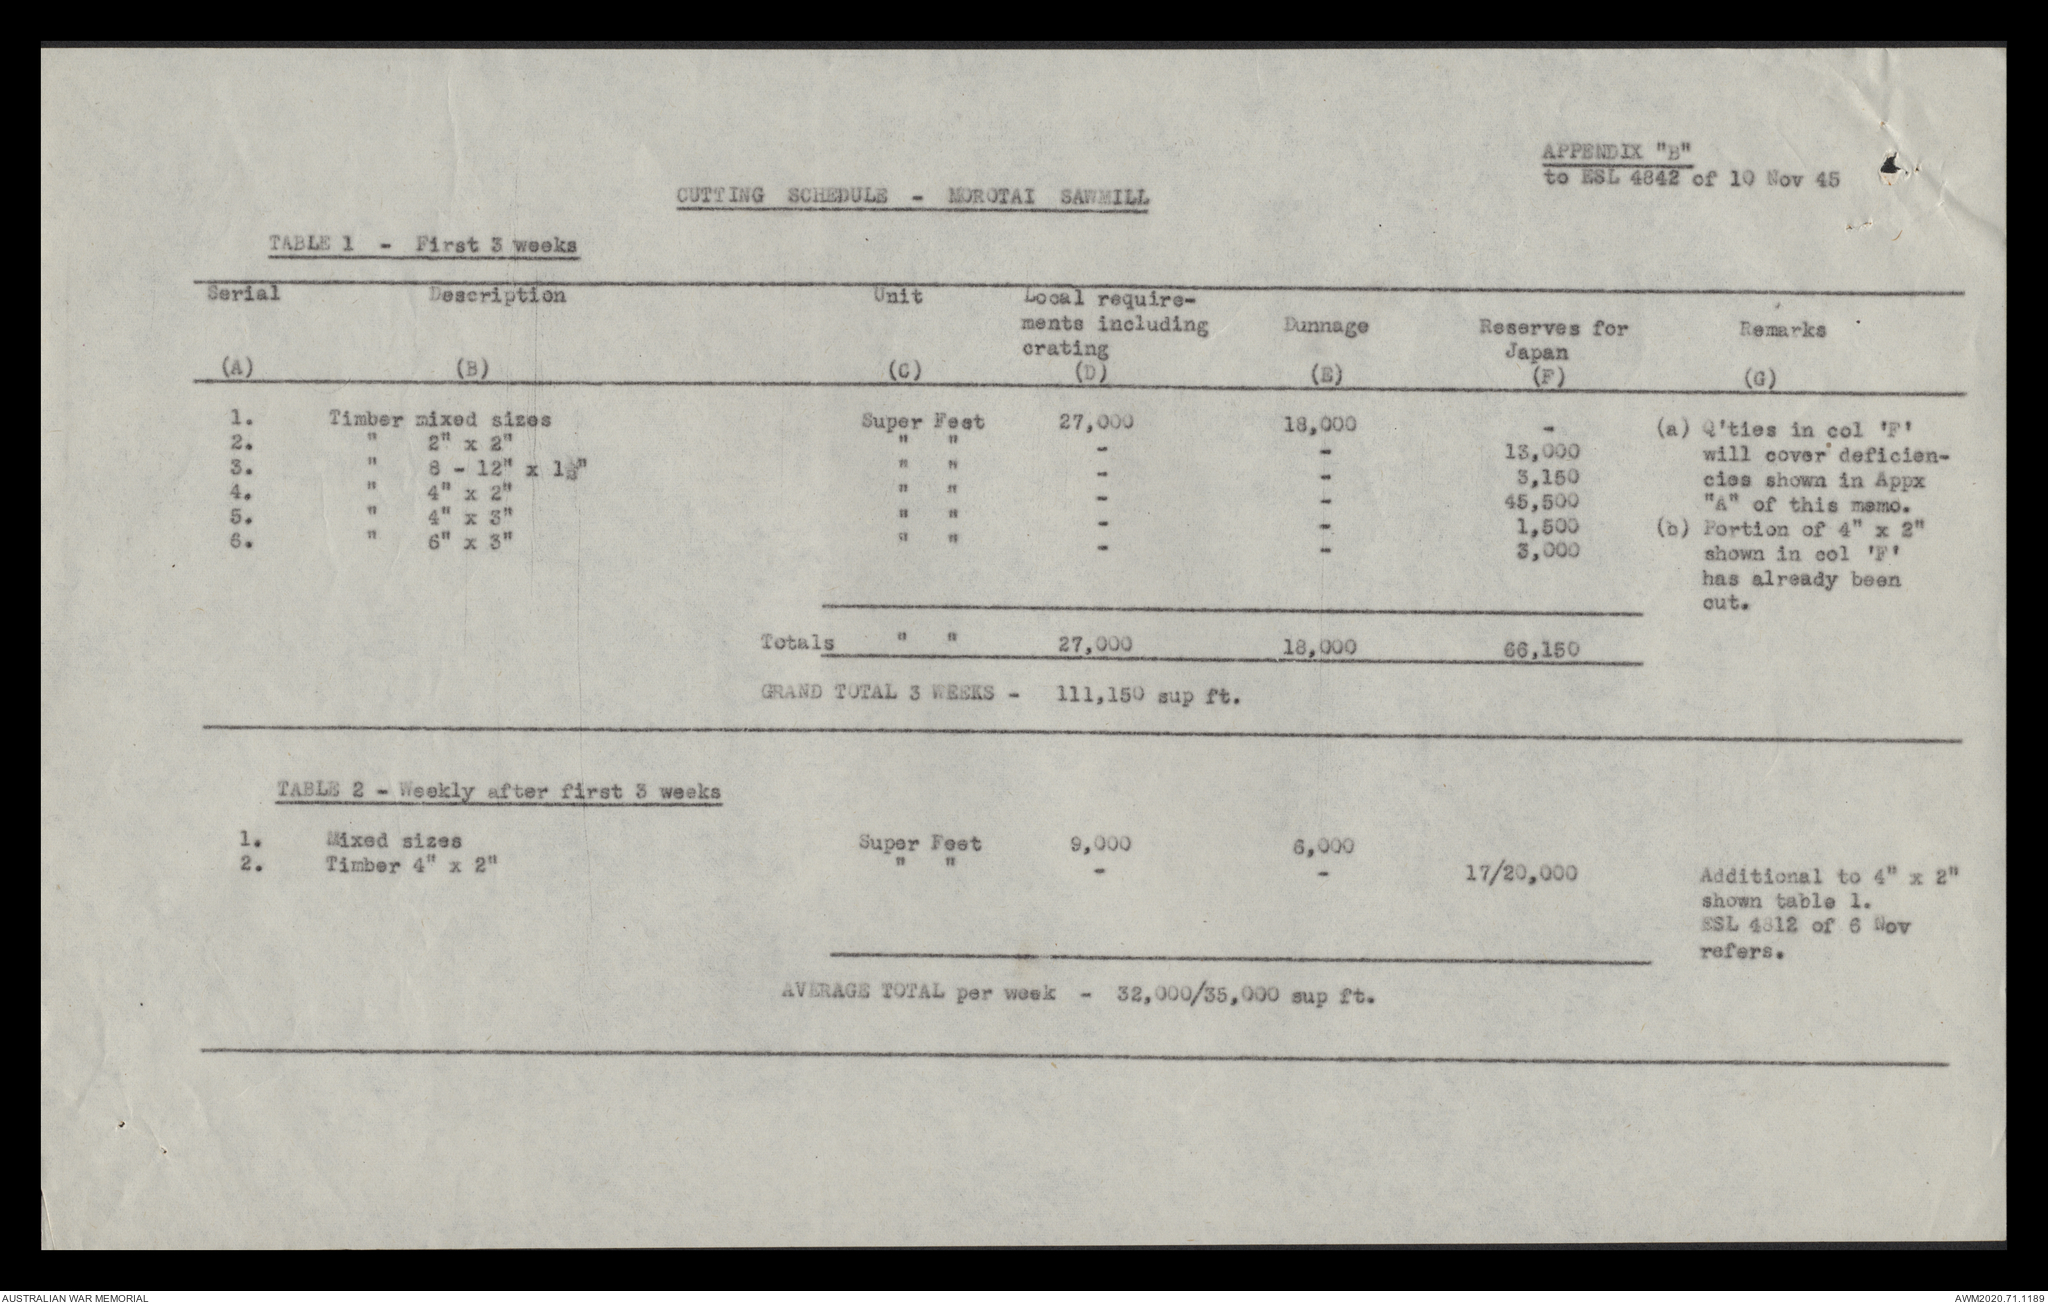 APPENDIX "B"
to ESL 4842 of 10 Nov 45
CUTTING SCHEDULE - MOROTAI SAWMILL
TABLE 1 - First 3 weeks
Serial Description Unit Local require-
ments including Dunnage Reserves for Remarks
crating Japan
(A) (B) (C) (D) (E) (F) (G)
1. Timber mixed sizes Super Feet 27,000 18,000 - (a) Q'ties in col 'F'
2. " 2" x 2" " " - - 13,000 will cover deficien-
3. " 8 - 12" x 1½" " " - - 3,150 cies shown in Appx
4. " 4" x 2" " " - - 45,500 "A" of this memo.
5. " 4" x 3" " " - - 1,500 (b) Portion of 4" x 2"
6. " 6" x 3" " " - - 3,000 shown in col 'F'
has already been
cut.
Totals " " 27,000 18,000 66,150
GRAND TOTAL 3 WEEKS - 111,150 sup ft.
TABLE 2 - Weekly after first 3 weeks
1. Mixed sizes Super Feet 9,000 6,000
2. Timber 4" x 2" " " - - 17/20,000 Additional to 4" x 2"
shown table 1.
ESL 4812 of 6 Nov
refers.
AVERAGE TOTAL per week - 32,000/35,000 sup ft.
AUSTRALIAN WAR MEMORIAL AWM2020.71.1189